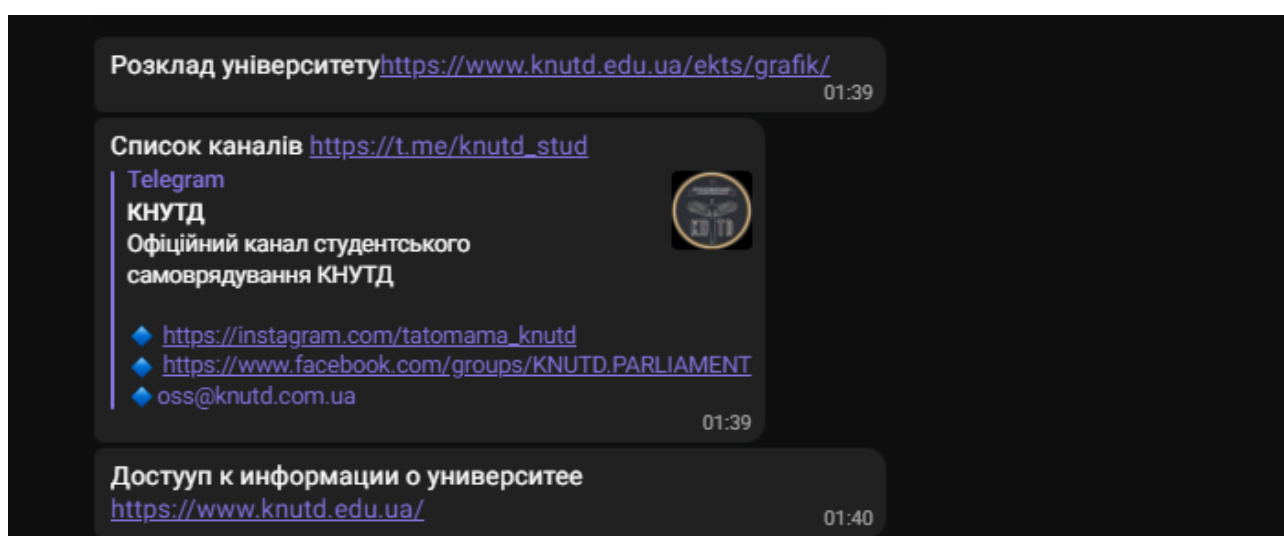 Розклад університетуhttps://www.knutd.edu.ua/ekts/grafik/
01:39
Список каналів https://t.me/knutd_stud
Telegram
КНУТД
Офіційний канал студентського
самоврядування КНУТД
https://instagram.com/tatomama_knutd
https://www.facebook.com/groups/KNUTD.PARLIAMENT
oss@knutd.com.ua
01:39
Достууп к информации о университее
https://www.knutd.edu.ua/
01:40